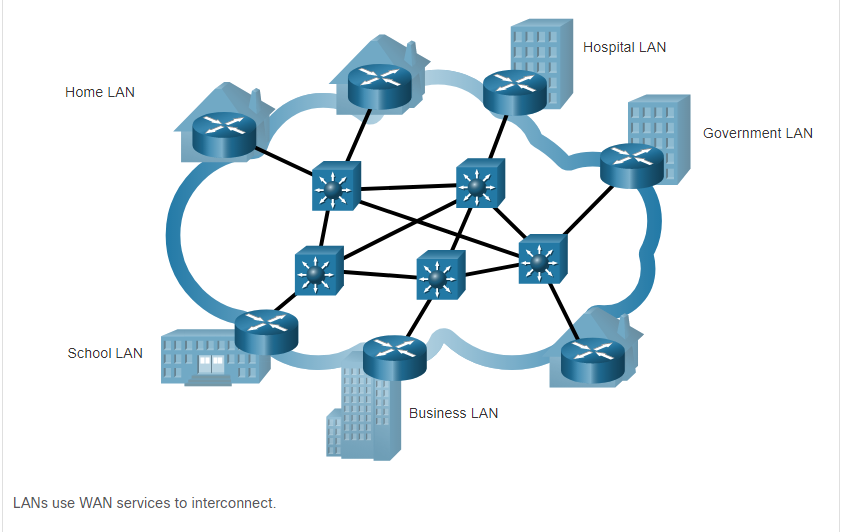 Hospital LAN
Home LAN
Government LAN
School LAN
Business LAN
LANs use WAN services to interconnect.